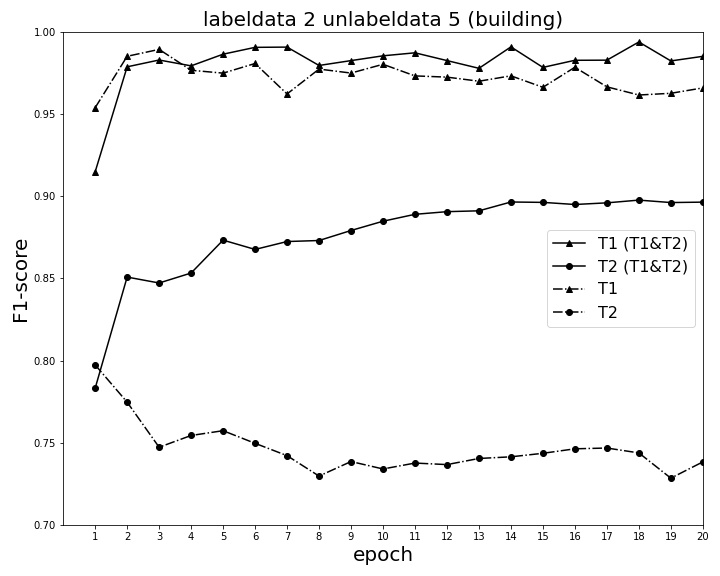 labeldata 2 unlabeldata 5 (building)
1.00
0.95
0.90
0.85
0.80
0.75
0.70
F1-score
T1 (T1&T2)
T2 (T1&T2)
T1
T2
1 2 3 4 5 6 7 8 9 10 11 12 13 14 15 16 17 18 19 20
epoch